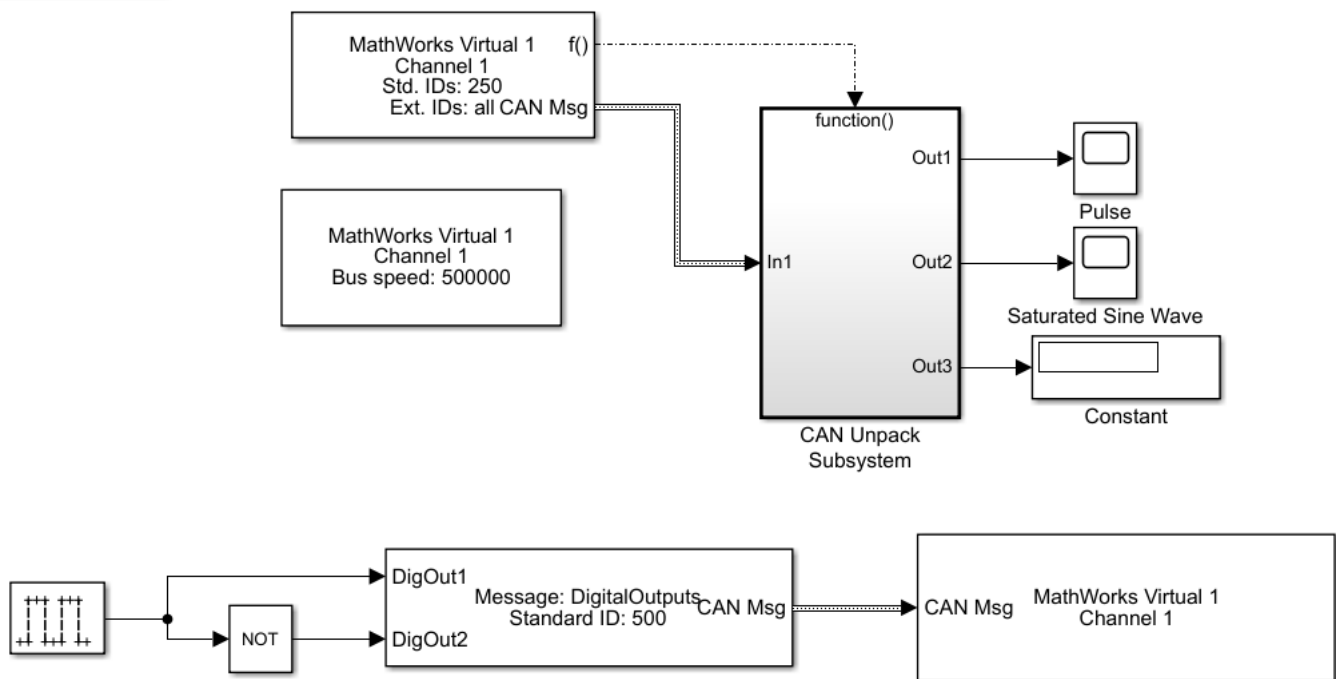 MathWorks Virtual 1
Channel 1
Std. IDs: 250
Ext. IDs: all
f()
CAN Msg
function()
In1
Out1
Out2
Out3
CAN Unpack
Subsystem
Pulse
Saturated Sine Wave
Constant
MathWorks Virtual 1
Channel 1
Bus speed: 500000
NOT
DigOut1
DigOut2
Message: DigitalOutputs
Standard ID: 500
CAN Msg
CAN Msg
MathWorks Virtual 1
Channel 1